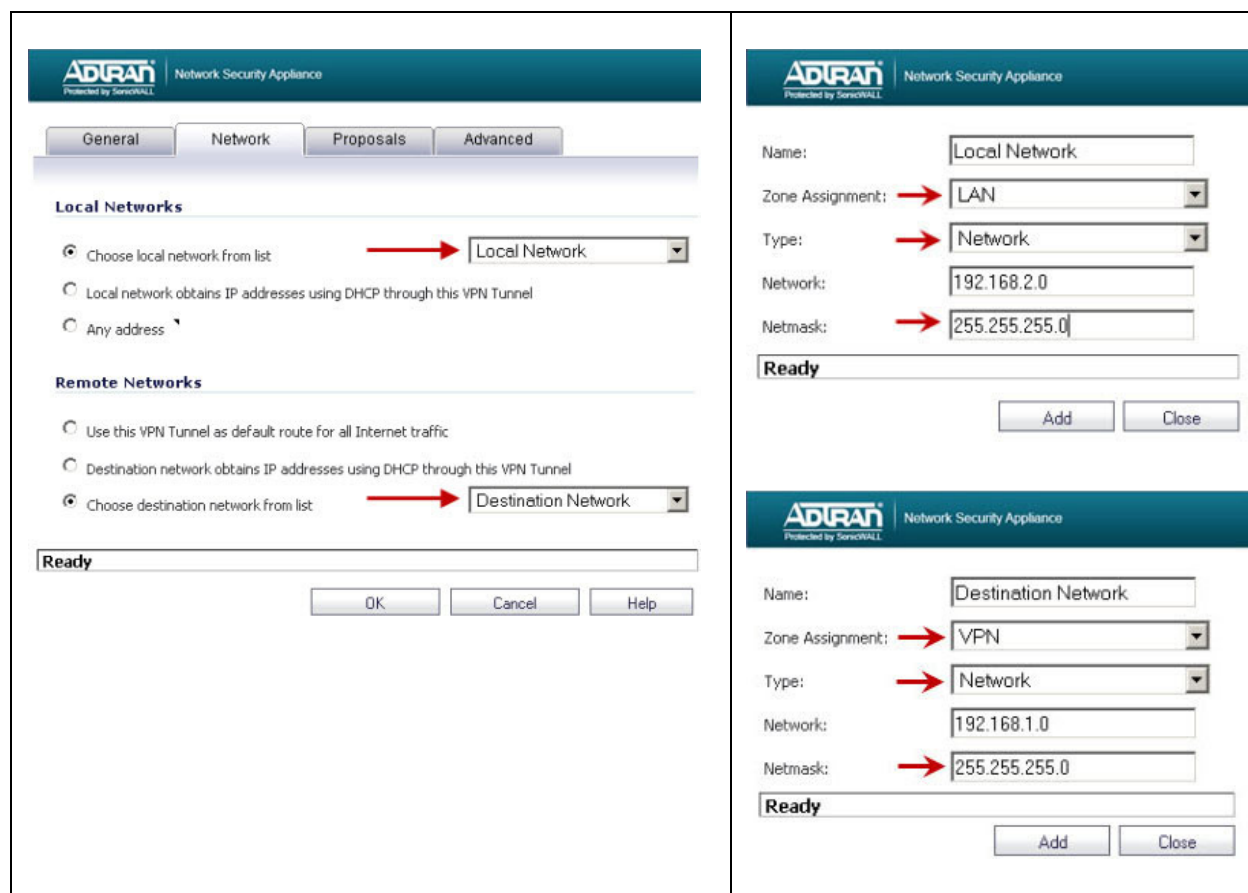 ADTRAN Network Security Appliance
Protected by SonicWALL
General Network Proposals Advanced
Local Networks
Choose local network from list Local Network
Local network obtains IP addresses using DHCP through this VPN Tunnel
Any address
Remote Networks
Use this VPN Tunnel as default route for all Internet traffic
Destination network obtains IP addresses using DHCP through this VPN Tunnel
Choose destination network from list Destination Network
Ready
OK Cancel Help
ADTRAN Network Security Appliance
Protected by SonicWALL
Name: Local Network
Zone Assignment: LAN
Type: Network
Network: 192.168.2.0
Netmask: 255.255.255.0
Ready
Add Close
ADTRAN Network Security Appliance
Protected by SonicWALL
Name: Destination Network
Zone Assignment: VPN
Type: Network
Network: 192.168.1.0
Netmask: 255.255.255.0
Ready
Add Close